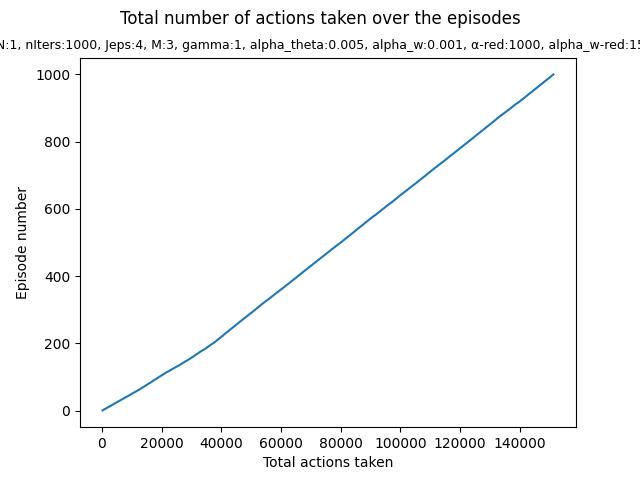 Total number of actions taken over the episodes
N:1, nIters:1000, Jeps:4, M:3, gamma:1, alpha_theta:0.005, alpha_w:0.001, α-red:1000, alpha_w-red:15
1000
800
600
400
200
0
Episode number
0 20000 40000 60000 80000 100000 120000 140000
Total actions taken